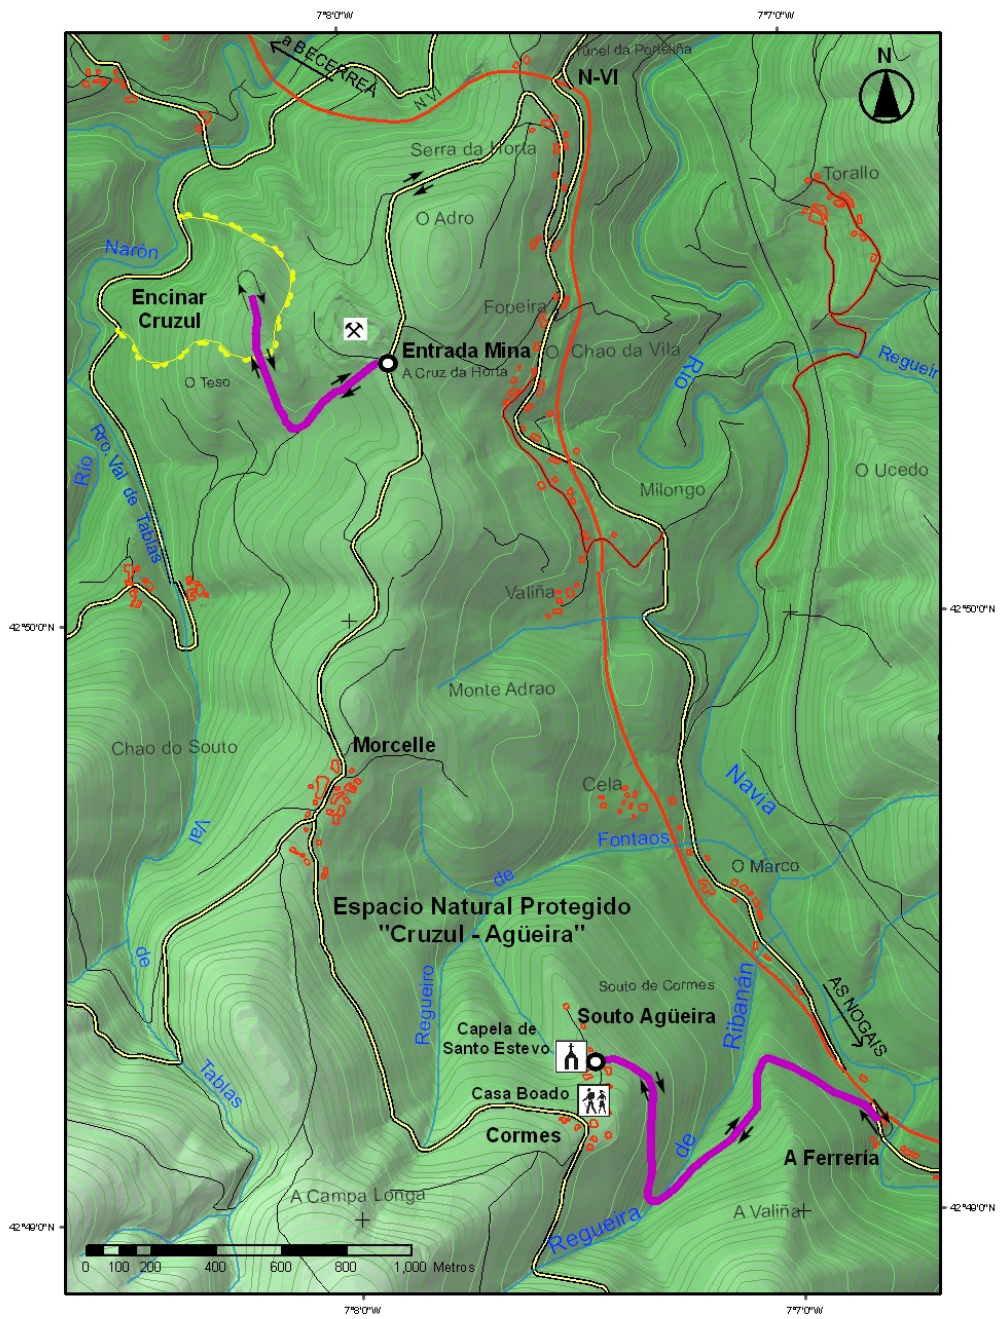 7°8'0"W
7°7'0"W
a BECERREÁ
Túnel da Porteliña
N-VI
N
N VI
Serra da Horta
Torallo
O Adro
Narón
Encinar
Cruzul
Fopeira
Entrada Mina
O Chao da Vila
A Cruz da Horta
O Teso
Río
Regueir
Rro. Val de Tablas
Río
O Ucedo
Milongo
Valiña
42°50'0"N
42°50'0"N
Monte Adrao
Morcelle
Chao do Souto
Cela
Navia
Val
Fontaos
O Marco
de
Espacio Natural Protegido
"Cruzul - Agüeira"
de
Regueiro
Souto de Cormes
Ribanán
AS NOGAIS
Souto Agüeira
Capela de
Santo Estevo
Tablas
Casa Boado
Cormes
de
A Ferrería
A Campa Longa
A Valiña
Regueira
42°49'0"N
42°49'0"N
0 100 200 400 600 800 1,000 Metros
7°8'0"W
7°7'0"W